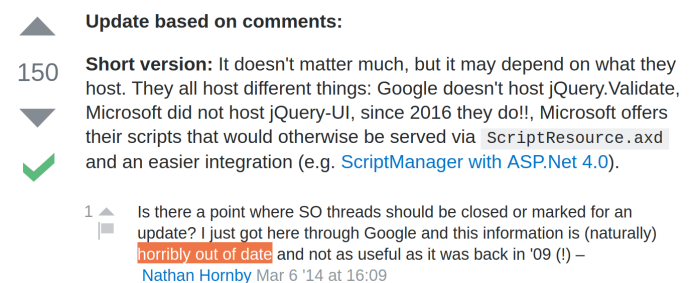 Update based on comments:
150
Short version: It doesn't matter much, but it may depend on what they
host. They all host different things: Google doesn't host jQuery.Validate,
Microsoft did not host jQuery-UI, since 2016 they do!!, Microsoft offers
their scripts that would otherwise be served via ScriptResource.axd
and an easier integration (e.g. ScriptManager with ASP.Net 4.0).
1 Is there a point where SO threads should be closed or marked for an
update? I just got here through Google and this information is (naturally)
horribly out of date and not as useful as it was back in '09 (!) –
Nathan Hornby Mar 6 '14 at 16:09